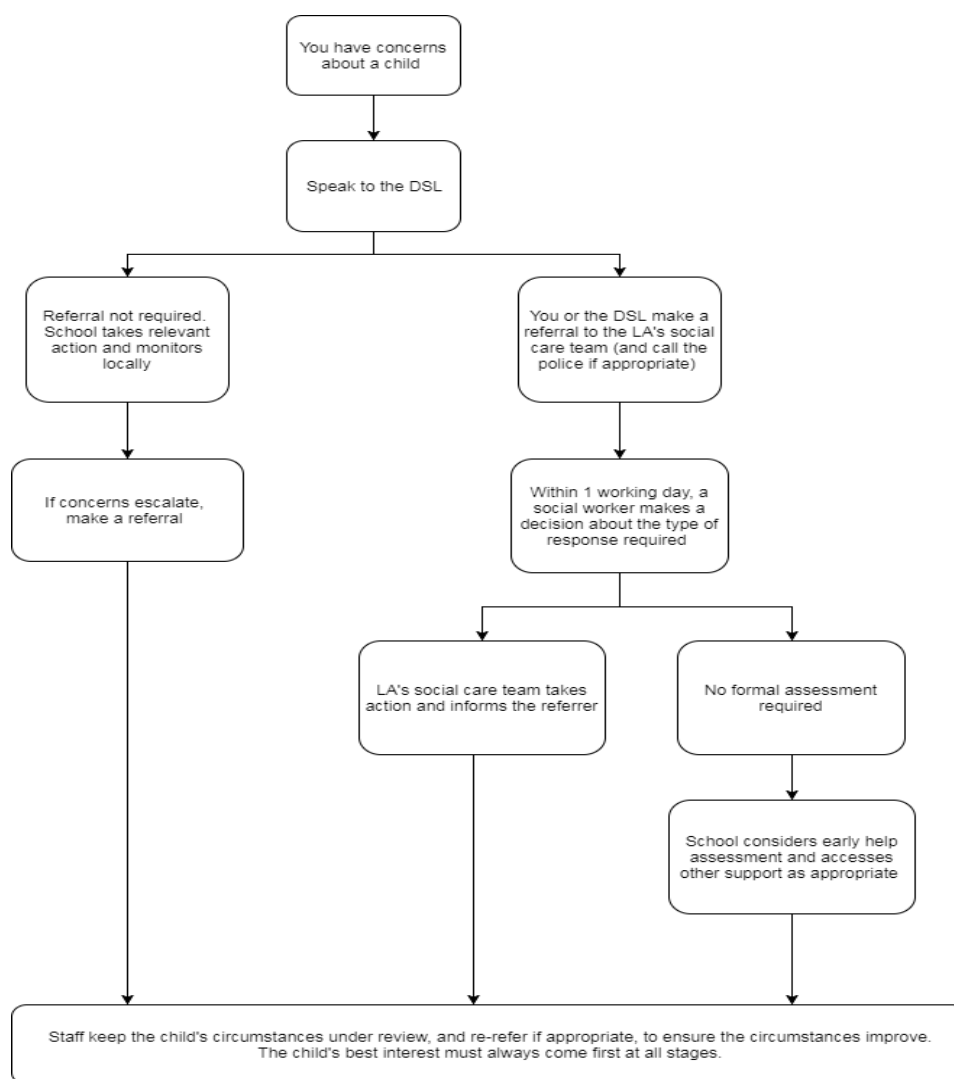 You have concerns
about a child
Speak to the DSL
Referral not required.
School takes relevant
action and monitors
locally
You or the DSL make a
referral to the LA's social
care team (and call the
police if appropriate)
If concerns escalate,
make a referral
Within 1 working day, a
social worker makes a
decision about the type of
response required
LA's social care team takes
action and informs the referrer
No formal assessment
required
School considers early help
assessment and accesses
other support as appropriate
Staff keep the child's circumstances under review, and re-refer if appropriate, to ensure the circumstances improve.
The child's best interest must always come first at all stages.